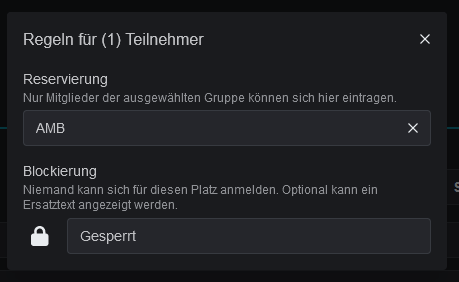 Regeln für (1) Teilnehmer
Reservierung
Nur Mitglieder der ausgewählten Gruppe können sich hier eintragen.
AMB
Blockierung
Niemand kann sich für diesen Platz anmelden. Optional kann ein
Ersatztext angezeigt werden.
Gesperrt